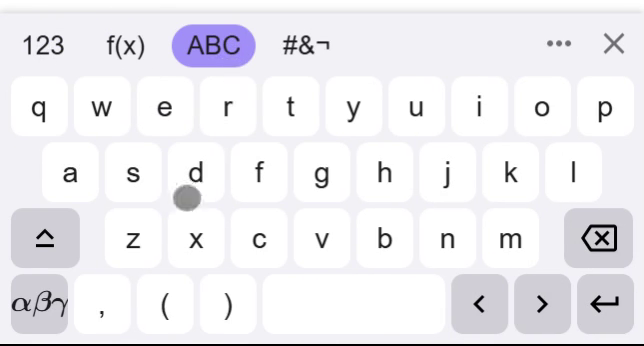 123 f(x) ABC #&¬
q w e r t y u i o p
a s d f g h j k l
z x c v b n m
αβγ , ( )